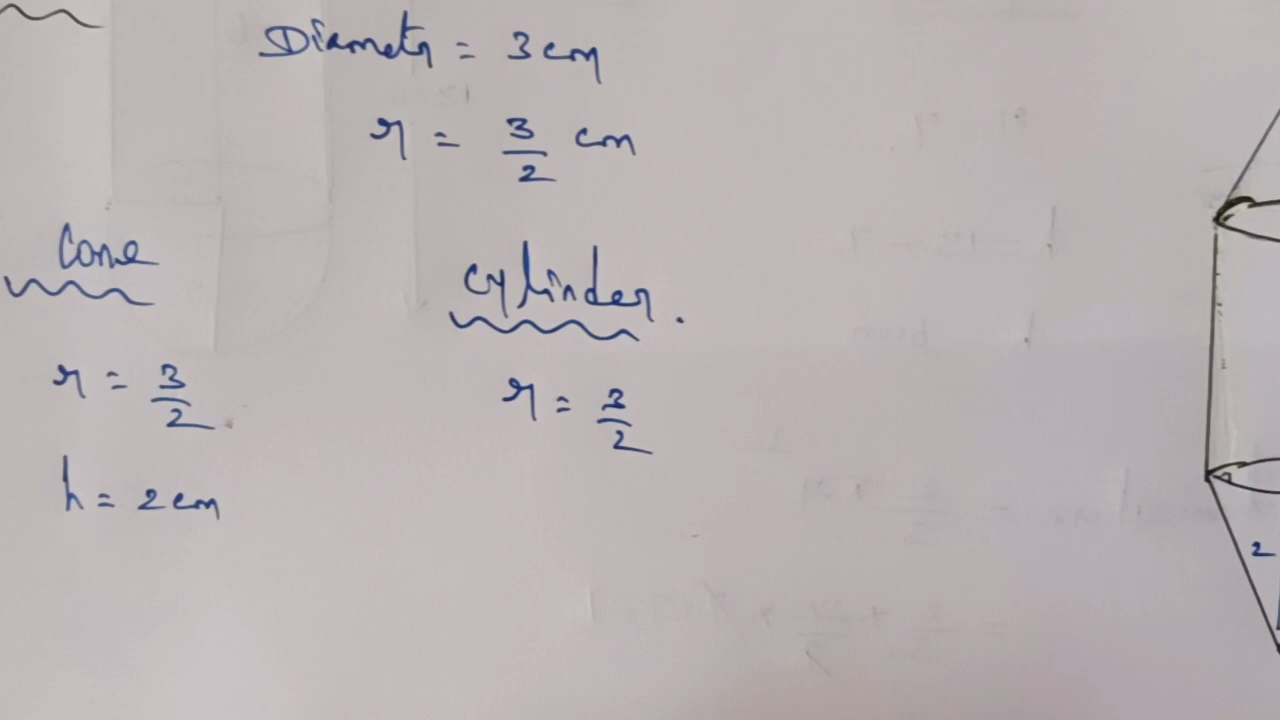 Diameter = 3 cm
r = 3/2 cm
Cone
r = 3/2
h = 2 cm
Cylinder.
r = 3/2
2